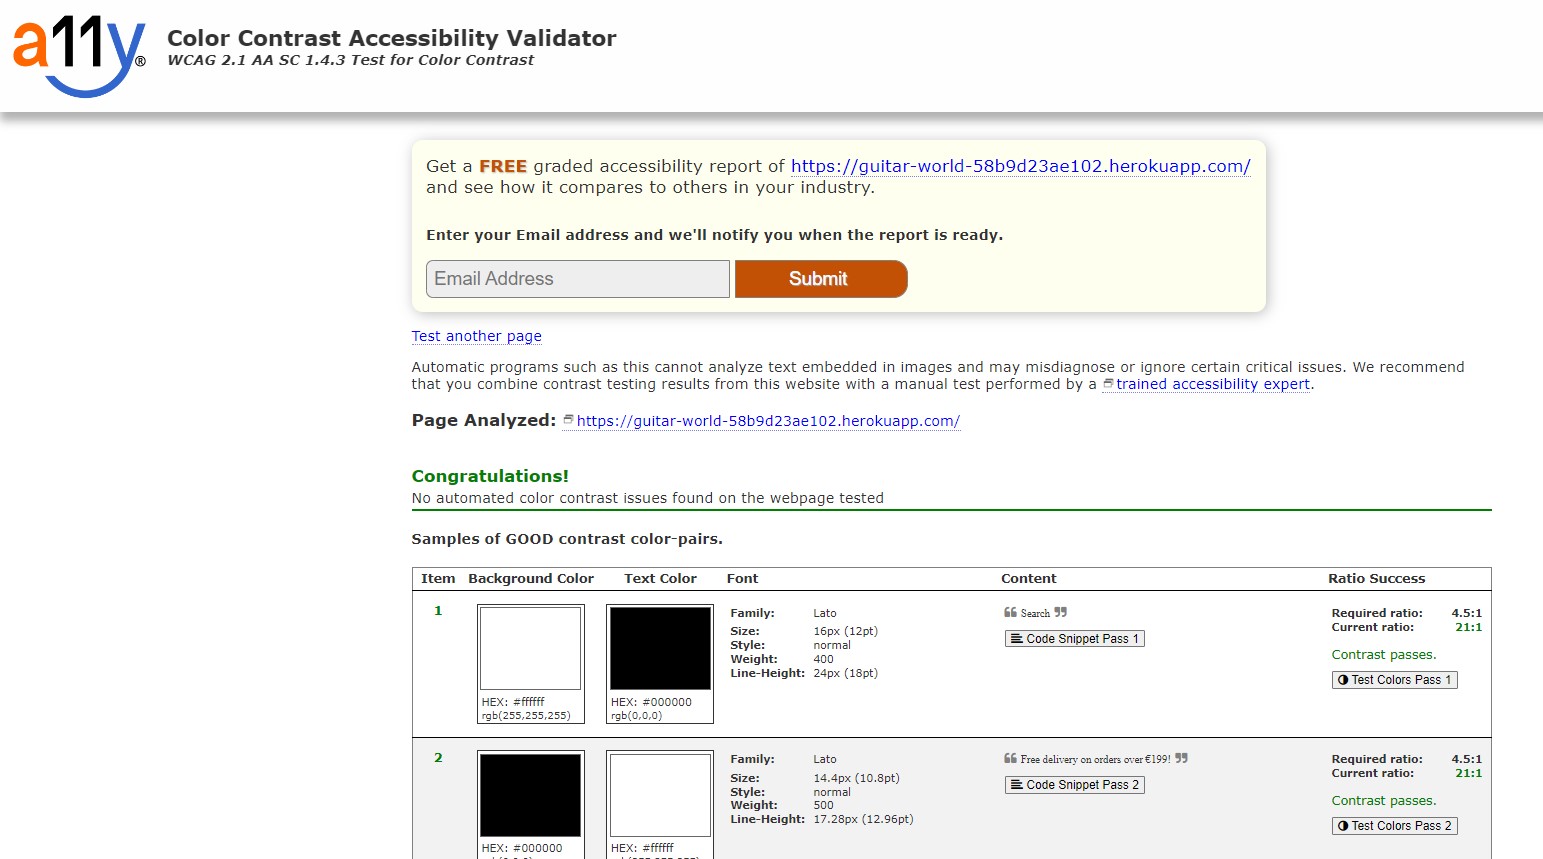 a11y®
Color Contrast Accessibility Validator
WCAG 2.1 AA SC 1.4.3 Test for Color Contrast
Get a FREE graded accessibility report of https://guitar-world-58b9d23ae102.herokuapp.com/
and see how it compares to others in your industry.
Enter your Email address and we'll notify you when the report is ready.
Email Address Submit
Test another page
Automatic programs such as this cannot analyze text embedded in images and may misdiagnose or ignore certain critical issues. We recommend
that you combine contrast testing results from this website with a manual test performed by a trained accessibility expert.
Page Analyzed: https://guitar-world-58b9d23ae102.herokuapp.com/
Congratulations!
No automated color contrast issues found on the webpage tested
Samples of GOOD contrast color-pairs.
Item Background Color Text Color Font Content Ratio Success
1
HEX: #ffffff
rgb(255,255,255)
HEX: #000000
rgb(0,0,0)
Family: Lato
Size: 16px (12pt)
Style: normal
Weight: 400
Line-Height: 24px (18pt)
❝ Search ❞
Code Snippet Pass 1
Required ratio: 4.5:1
Current ratio: 21:1
Contrast passes.
Test Colors Pass 1
2
HEX: #000000
HEX: #ffffff
Family: Lato
Size: 14.4px (10.8pt)
Style: normal
Weight: 500
Line-Height: 17.28px (12.96pt)
❝ Free delivery on orders over €199! ❞
Code Snippet Pass 2
Required ratio: 4.5:1
Current ratio: 21:1
Contrast passes.
Test Colors Pass 2